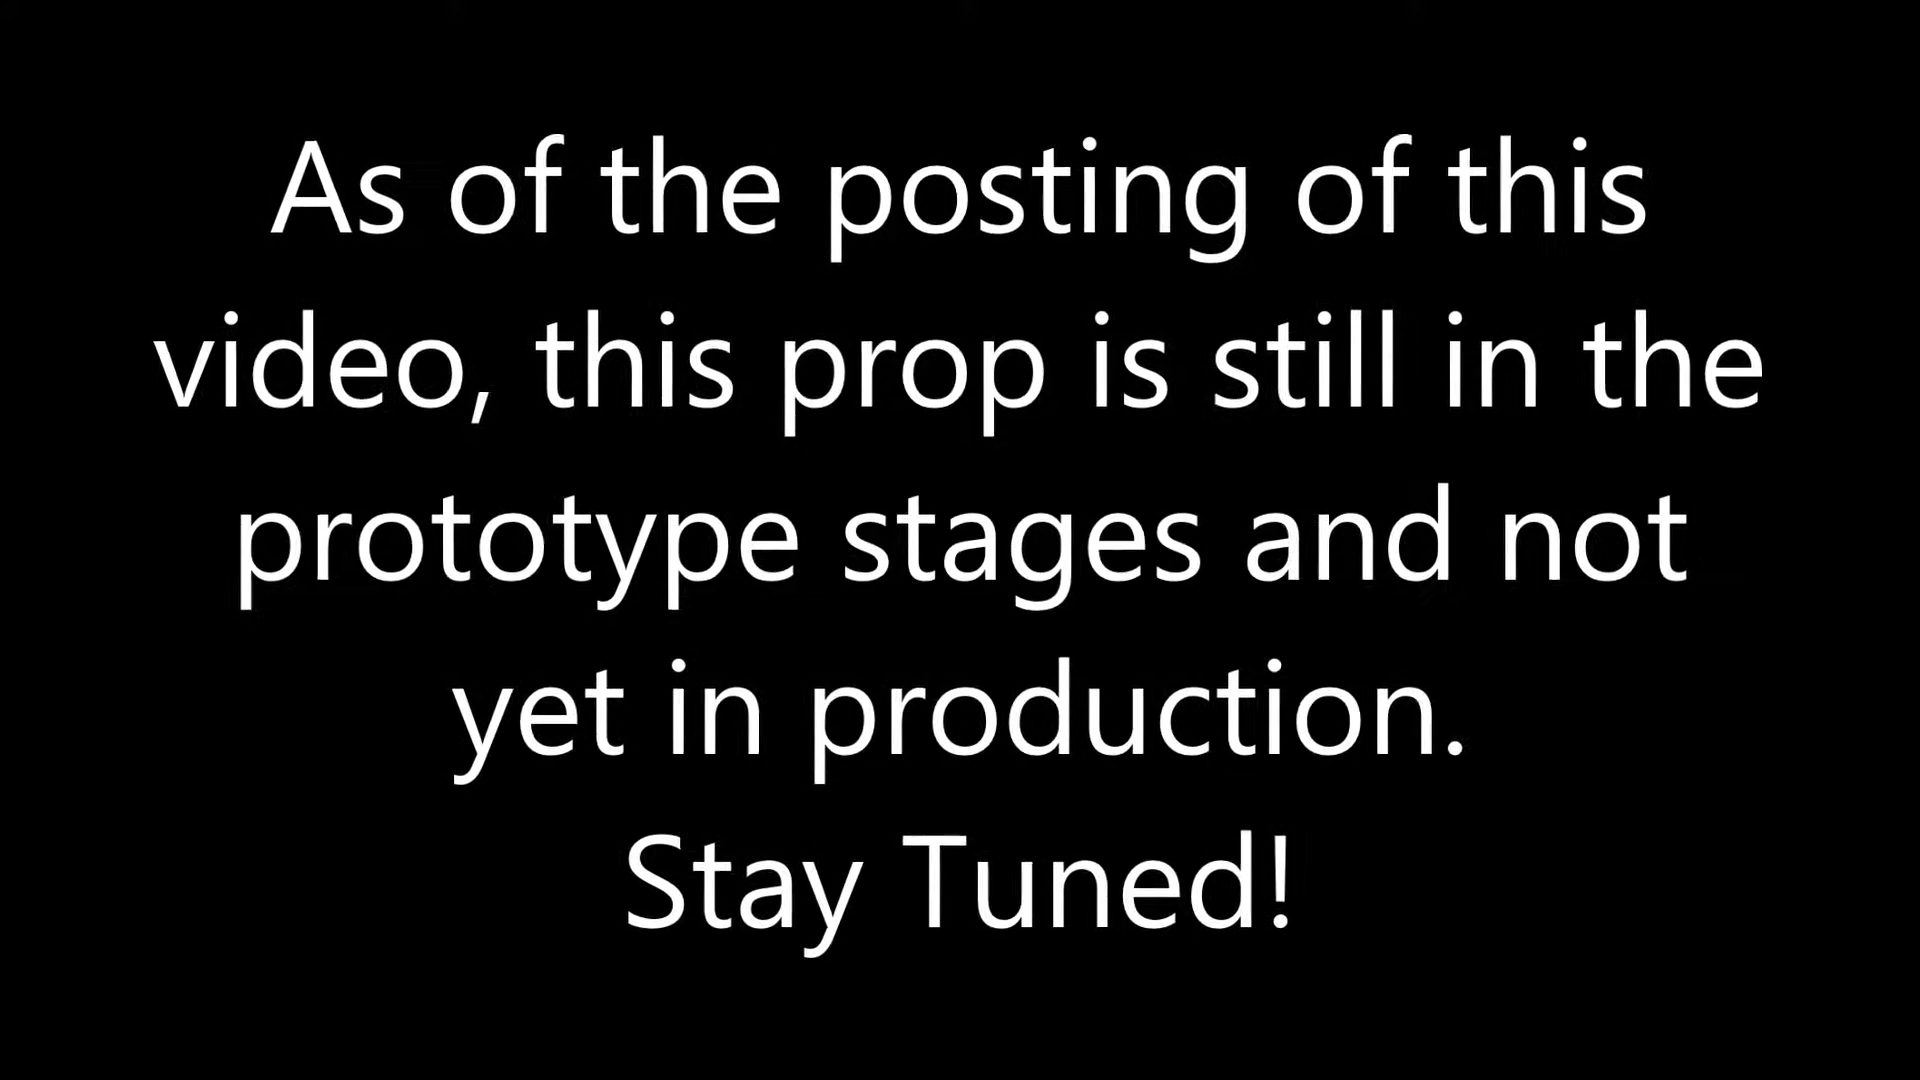 As of the posting of this
video, this prop is still in the
prototype stages and not
yet in production.
Stay Tuned!